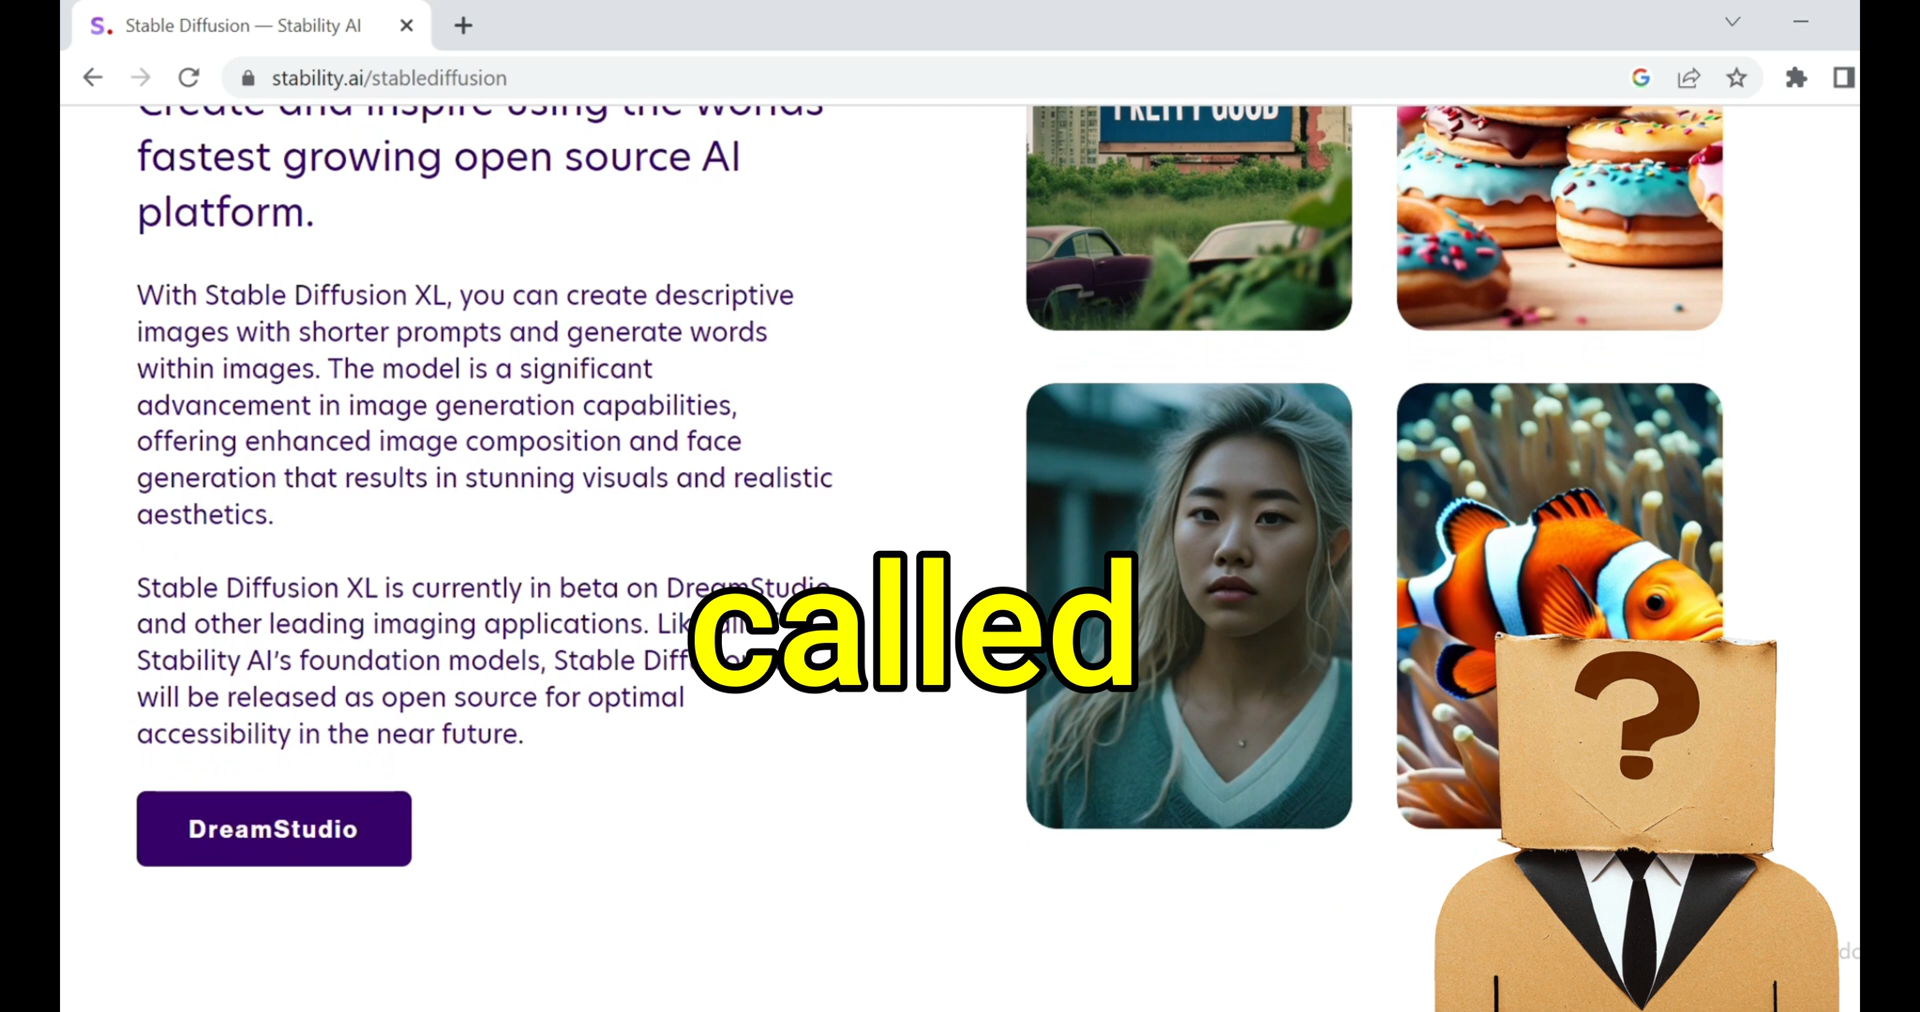 S. Stable Diffusion — Stability AI
stability.ai/stablediffusion
Create and inspire using the worlds
fastest growing open source AI
platform.
With Stable Diffusion XL, you can create descriptive
images with shorter prompts and generate words
within images. The model is a significant
advancement in image generation capabilities,
offering enhanced image composition and face
generation that results in stunning visuals and realistic
aesthetics.
Stable Diffusion XL is currently in beta on DreamStudio
and other leading imaging applications. Like
Stability AI's foundation models, Stable Diffusion
will be released as open source for optimal
accessibility in the near future.
DreamStudio
PRETTY GOOD
called
?